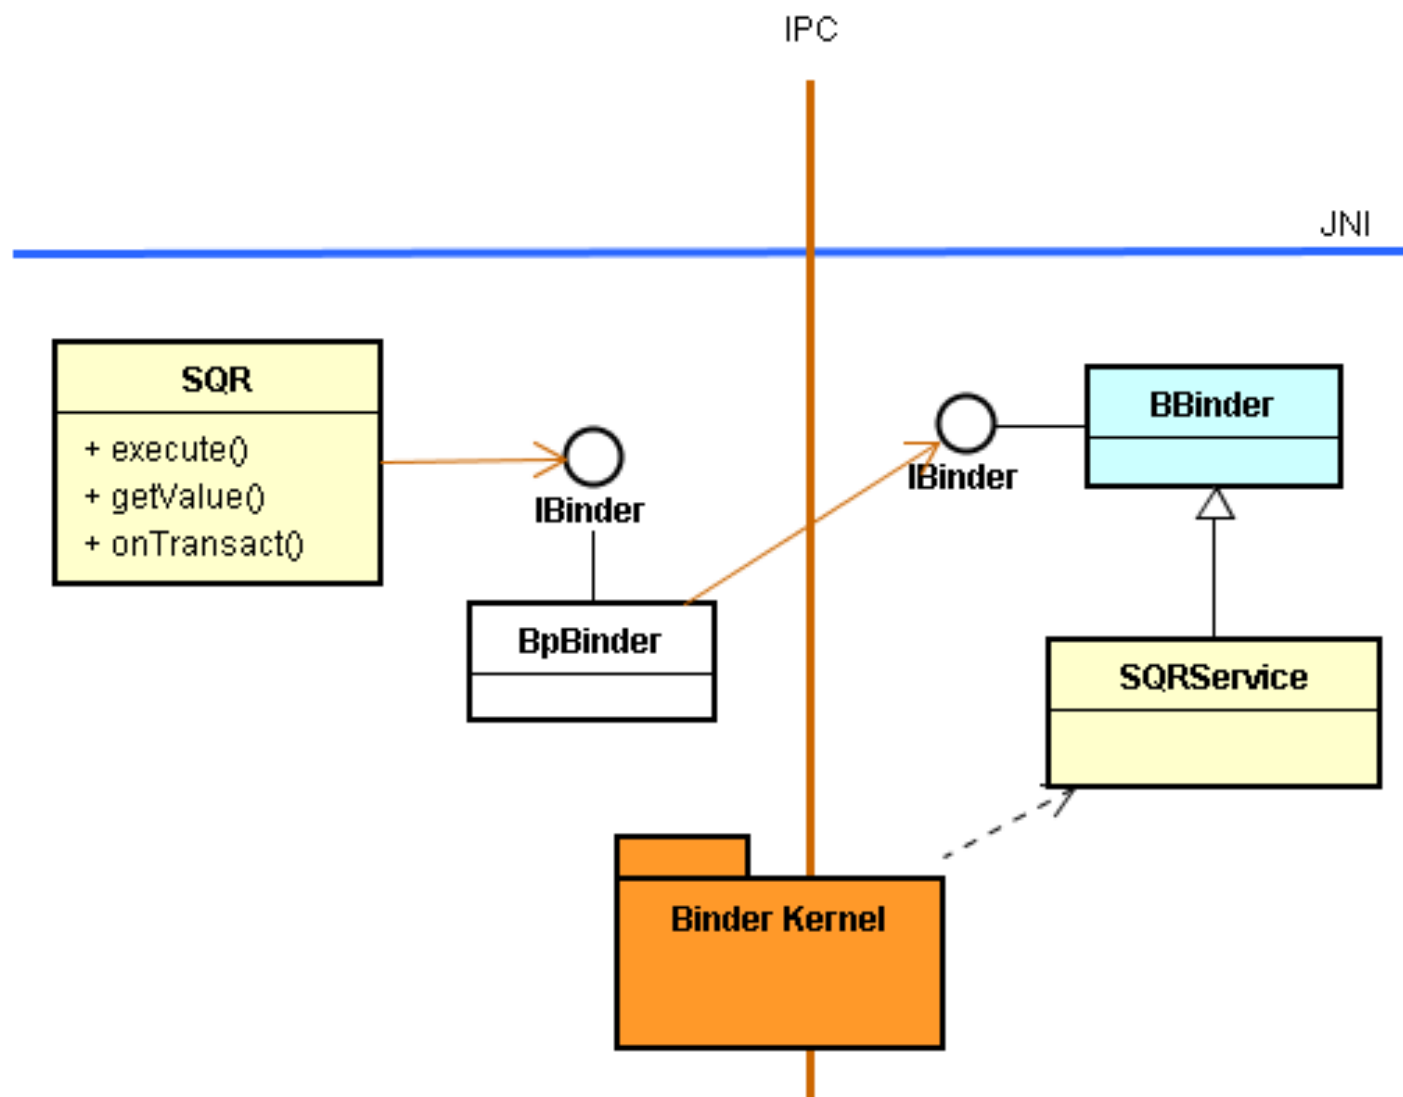 IPC
JNI
SQR
+ execute()
+ getValue()
+ onTransact()
IBinder
BpBinder
IBinder
BBinder
SQRService
Binder Kernel